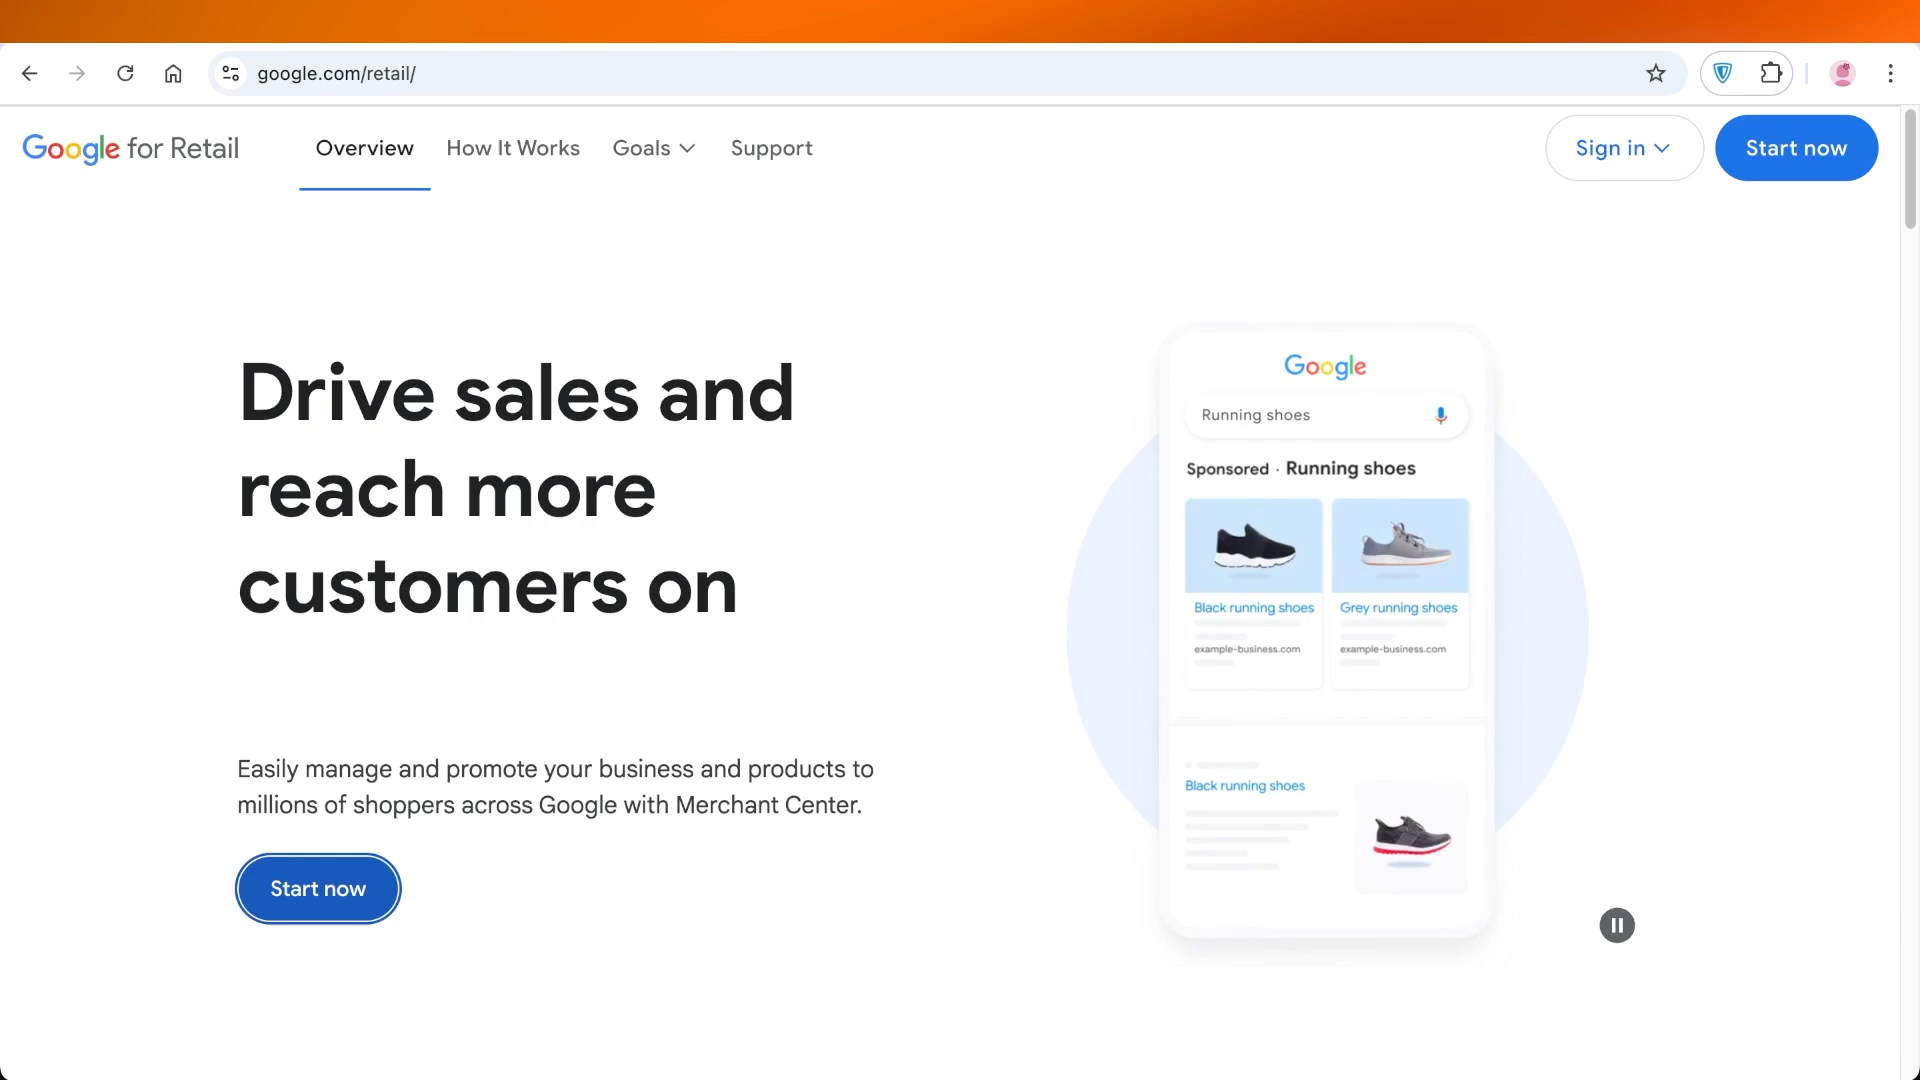 google.com/retail/
Google for Retail
Overview
How It Works
Goals
Support
Sign in
Start now
Drive sales and
reach more
customers on
Easily manage and promote your business and products to
millions of shoppers across Google with Merchant Center.
Start now
Google
Running shoes
Sponsored · Running shoes
Black running shoes
example-business.com
Grey running shoes
example-business.com
Black running shoes